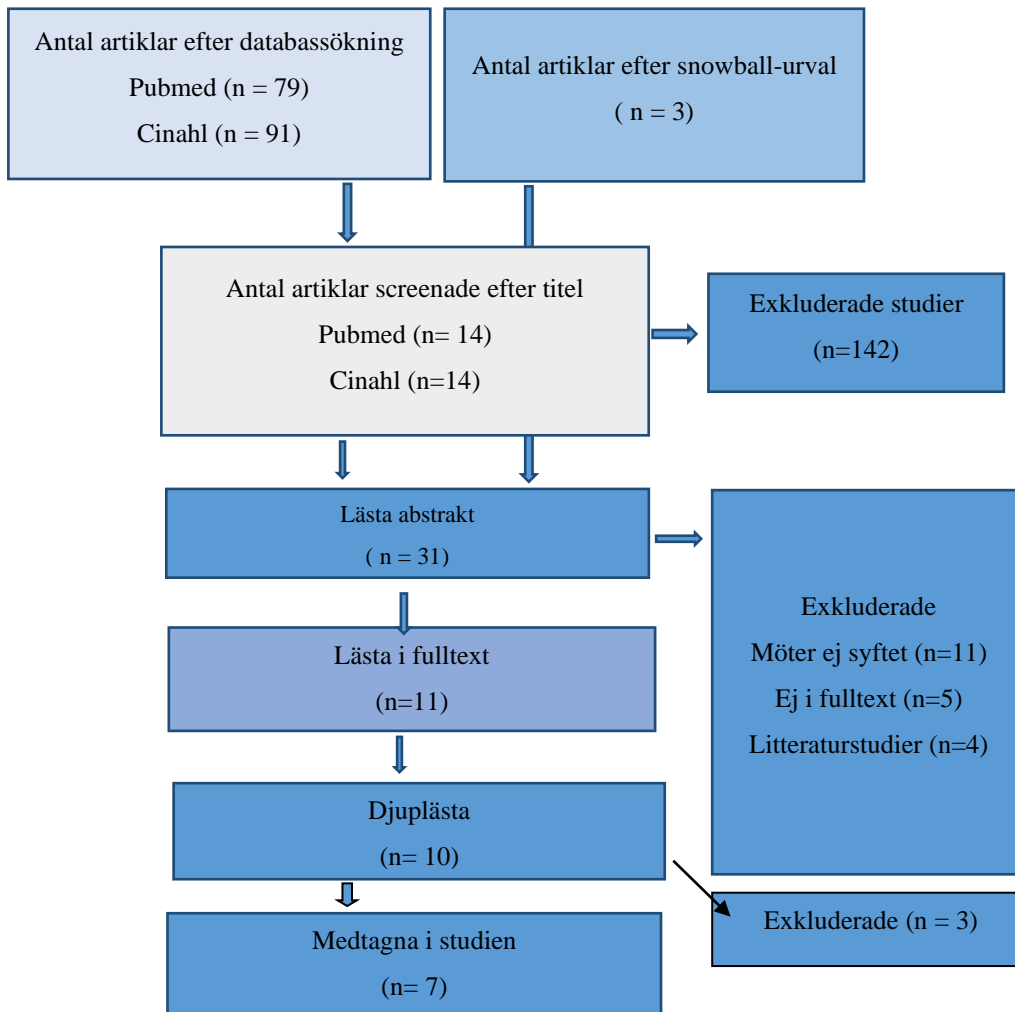 Antal artiklar efter databassökning
Pubmed (n = 79)
Cinahl (n = 91)
Antal artiklar efter snowball-urval
( n = 3)
Antal artiklar screenade efter titel
Pubmed (n= 14)
Cinahl (n=14)
Exkluderade studier
(n=142)
Lästa abstrakt
( n = 31)
Exkluderade
Möter ej syftet (n=11)
Ej i fulltext (n=5)
Litteraturstudier (n=4)
Lästa i fulltext
(n=11)
Djuplästa
(n= 10)
Exkluderade (n = 3)
Medtagna i studien
(n= 7)